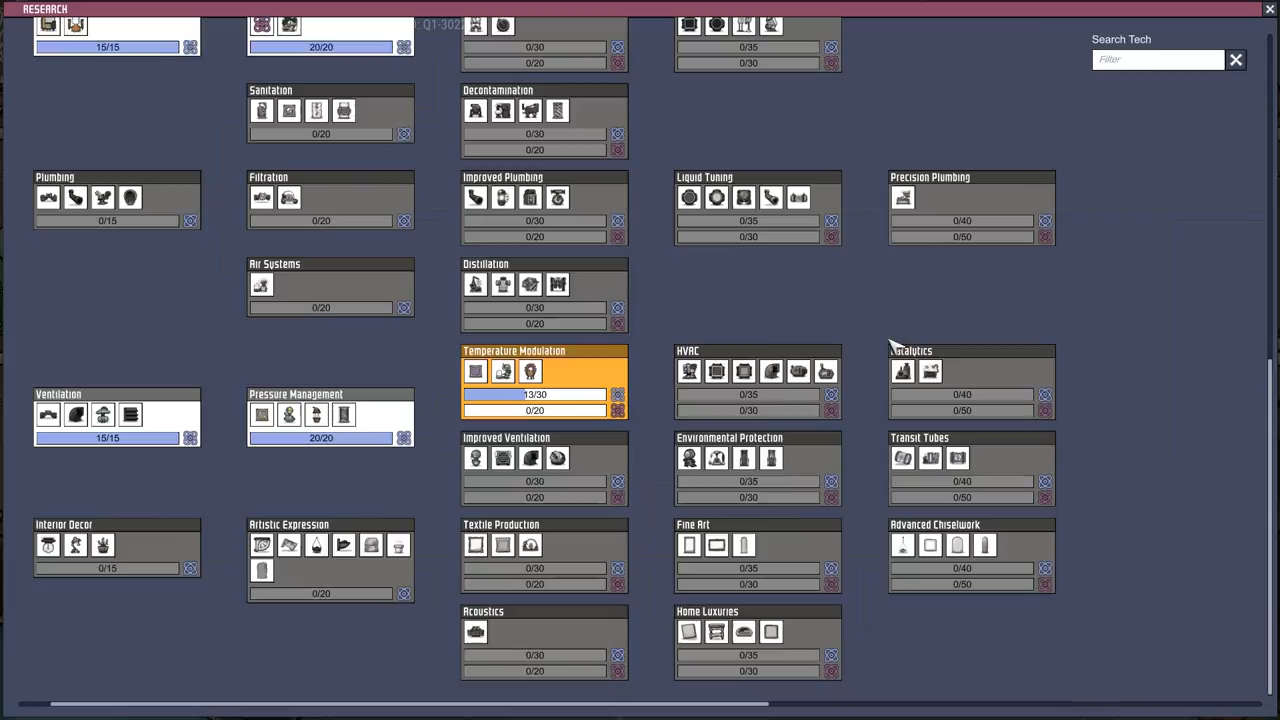 RESEARCH
Q1-302
Search Tech
Filter
15/15
20/20
0/30
0/20
0/35
0/30
Sanitation
0/20
Decontamination
0/30
0/20
Plumbing
0/15
Filtration
0/20
Improved Plumbing
0/30
0/20
Liquid Tuning
0/35
0/30
Precision Plumbing
0/40
0/50
Air Systems
0/20
Distillation
0/30
0/20
Temperature Modulation
13/30
0/20
HVAC
0/35
0/30
atalytics
0/40
0/50
Ventilation
15/15
Pressure Management
20/20
Improved Ventilation
0/30
0/20
Environmental Protection
0/35
0/30
Transit Tubes
0/40
0/50
Interior Decor
0/15
Artistic Expression
0/20
Textile Production
0/30
0/20
Fine Art
0/35
0/30
Advanced Chiselwork
0/40
0/50
Acoustics
0/30
0/20
Home Luxuries
0/35
0/30